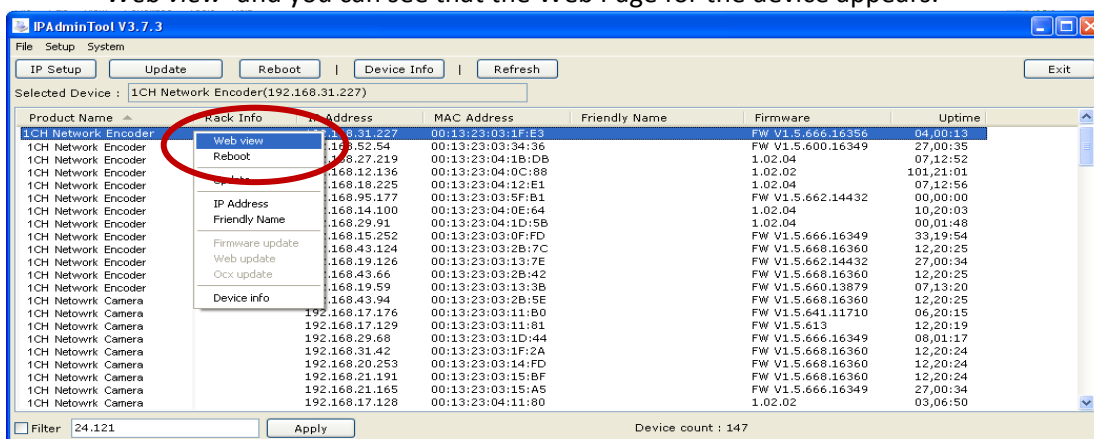 "Web view" and you can see that the Web Page for the device appears.
IPAdminTool V3.7.3
File Setup System
IP Setup Update Reboot | Device Info | Refresh Exit
Selected Device : 1CH Network Encoder(192.168.31.227)
Product Name Rack Info IP Address MAC Address Friendly Name Firmware Uptime
1CH Network Encoder .31.227 00:13:23:03:1F:E3 FW V1.5.666.16356 04,00:13
1CH Network Encoder .168.52.54 00:13:23:03:34:36 FW V1.5.600.16349 27,00:35
1CH Network Encoder .168.27.219 00:13:23:04:1B:DB 1.02.04 07,12:52
1CH Network Encoder .168.12.136 00:13:23:04:0C:88 1.02.02 101,21:01
1CH Network Encoder .168.18.225 00:13:23:04:12:E1 1.02.04 07,12:56
1CH Network Encoder .168.95.177 00:13:23:03:5F:B1 FW V1.5.662.14432 00,00:00
1CH Network Encoder .168.14.100 00:13:23:04:0E:64 1.02.04 10,20:03
1CH Network Encoder .168.29.91 00:13:23:04:1D:5B 1.02.04 00,01:48
1CH Network Encoder .168.15.252 00:13:23:03:0F:FD FW V1.5.666.16349 33,19:54
1CH Network Encoder .168.43.124 00:13:23:03:2B:7C FW V1.5.668.16360 12,20:25
1CH Network Encoder .168.19.126 00:13:23:03:13:7E FW V1.5.662.14432 27,00:34
1CH Network Encoder .168.43.66 00:13:23:03:2B:42 FW V1.5.668.16360 12,20:25
1CH Network Encoder .168.19.59 00:13:23:03:13:3B FW V1.5.660.13879 07,13:20
1CH Netowrk Camera .168.43.94 00:13:23:03:2B:5E FW V1.5.668.16360 12,20:25
1CH Netowrk Camera 192.168.17.176 00:13:23:03:11:B0 FW V1.5.641.11710 06,20:15
1CH Netowrk Camera 192.168.17.129 00:13:23:03:11:81 FW V1.5.613 12,20:19
1CH Netowrk Camera 192.168.29.68 00:13:23:03:1D:44 FW V1.5.666.16349 08,01:17
1CH Netowrk Camera 192.168.31.42 00:13:23:03:1F:2A FW V1.5.668.16360 12,20:24
1CH Netowrk Camera 192.168.20.253 00:13:23:03:14:FD FW V1.5.668.16360 12,20:24
1CH Netowrk Camera 192.168.21.191 00:13:23:03:15:BF FW V1.5.668.16360 12,20:24
1CH Netowrk Camera 192.168.21.165 00:13:23:03:15:A5 FW V1.5.666.16349 27,00:34
1CH Netowrk Camera 192.168.17.128 00:13:23:04:11:80 1.02.02 03,06:50
Web view
Reboot
Update
IP Address
Friendly Name
Firmware update
Web update
Ocx update
Device info
Filter 24.121 Apply Device count : 147